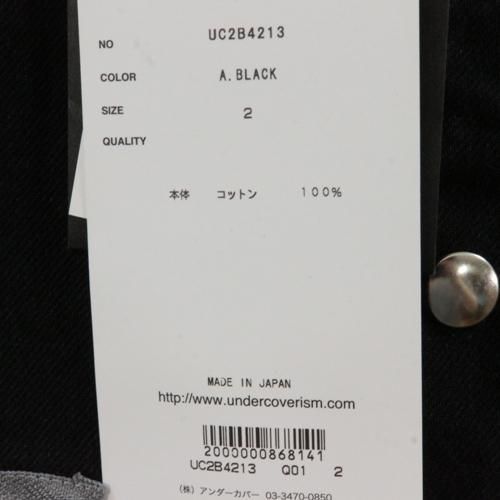 NO UC2B4213
COLOR A.BLACK
SIZE 2
QUALITY
本体 コットン 100%
MADE IN JAPAN
http://www.undercoverism.com
2000000868141
UC2B4213 Q01 2
(株) アンダーカバー 03-3470-0850